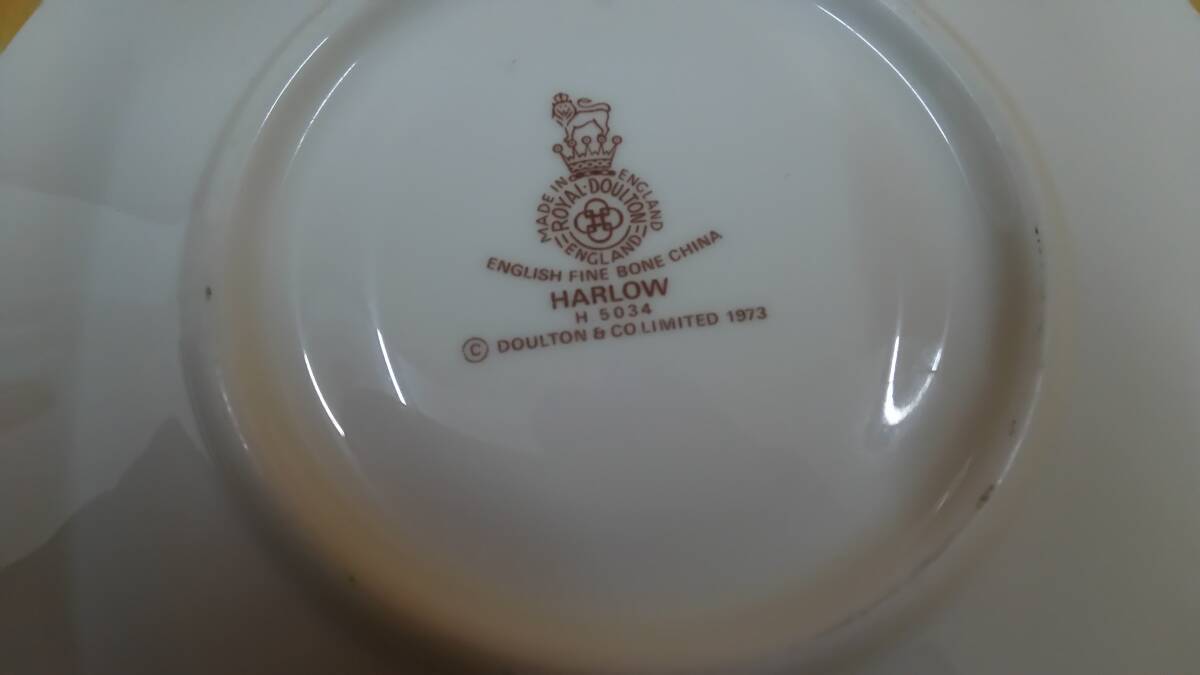 MADE IN ENGLAND
ROYAL·DOULTON
ENGLAND
ENGLISH FINE BONE CHINA
HARLOW
H 5034
© DOULTON & CO LIMITED 1973